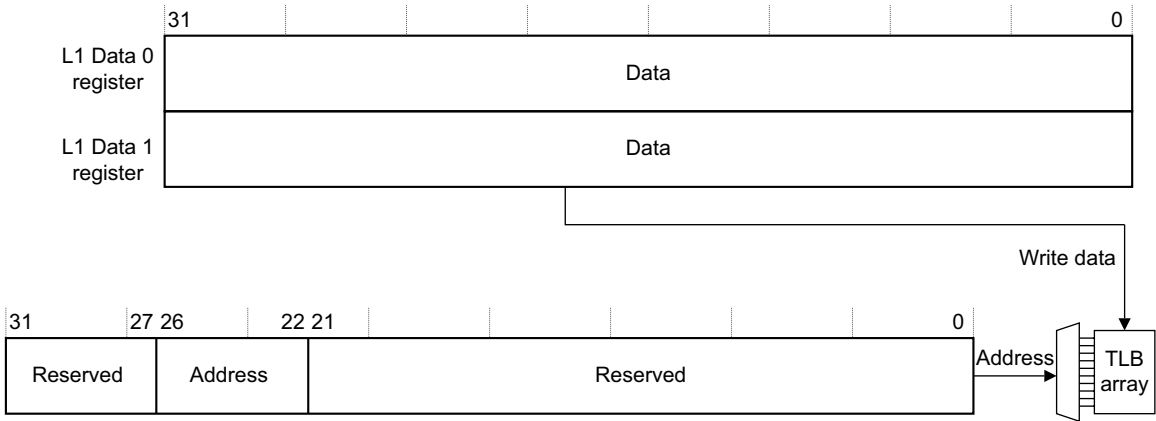 31 0
L1 Data 0
register
Data
L1 Data 1
register
Data
Write data
31 27 26 22 21 0
Reserved Address Reserved
Address
TLB
array